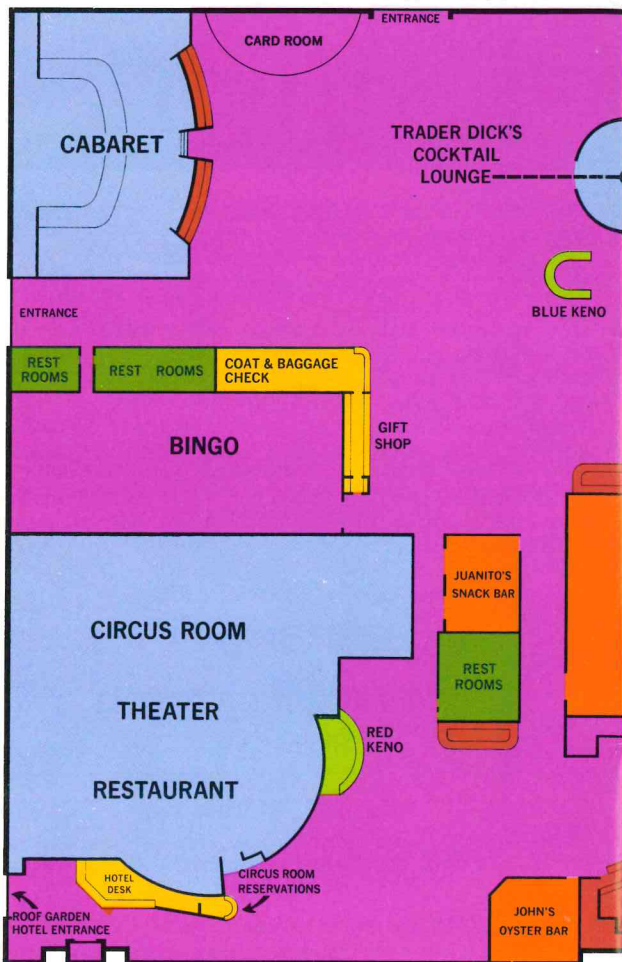 ENTRANCE
CARD ROOM
CABARET
TRADER DICK'S
COCKTAIL
LOUNGE
BLUE KENO
ENTRANCE
REST
ROOMS
REST ROOMS
COAT & BAGGAGE
CHECK
BINGO
GIFT
SHOP
JUANITO'S
SNACK BAR
CIRCUS ROOM
THEATER
RESTAURANT
REST
ROOMS
RED
KENO
HOTEL
DESK
CIRCUS ROOM
RESERVATIONS
ROOF GARDEN
HOTEL ENTRANCE
JOHN'S
OYSTER BAR